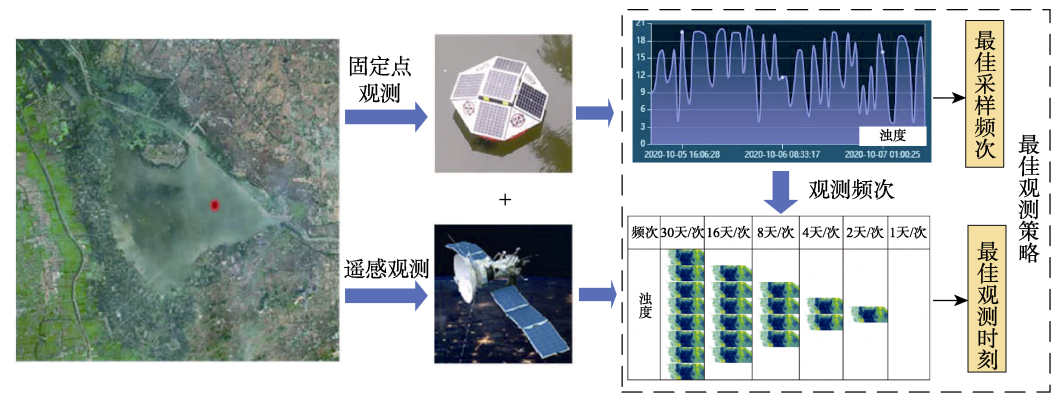 固定点
观测
遥感观测
+
21
18
15
12
9
6
3
0
浊度
2020-10-05 16:06:28
2020-10-06 08:33:17
2020-10-07 01:00:25
最佳采样频次
观测频次
频次 30天/次 16天/次 8天/次 4天/次 2天/次 1天/次
浊度
最佳观测时刻
最佳观测策略